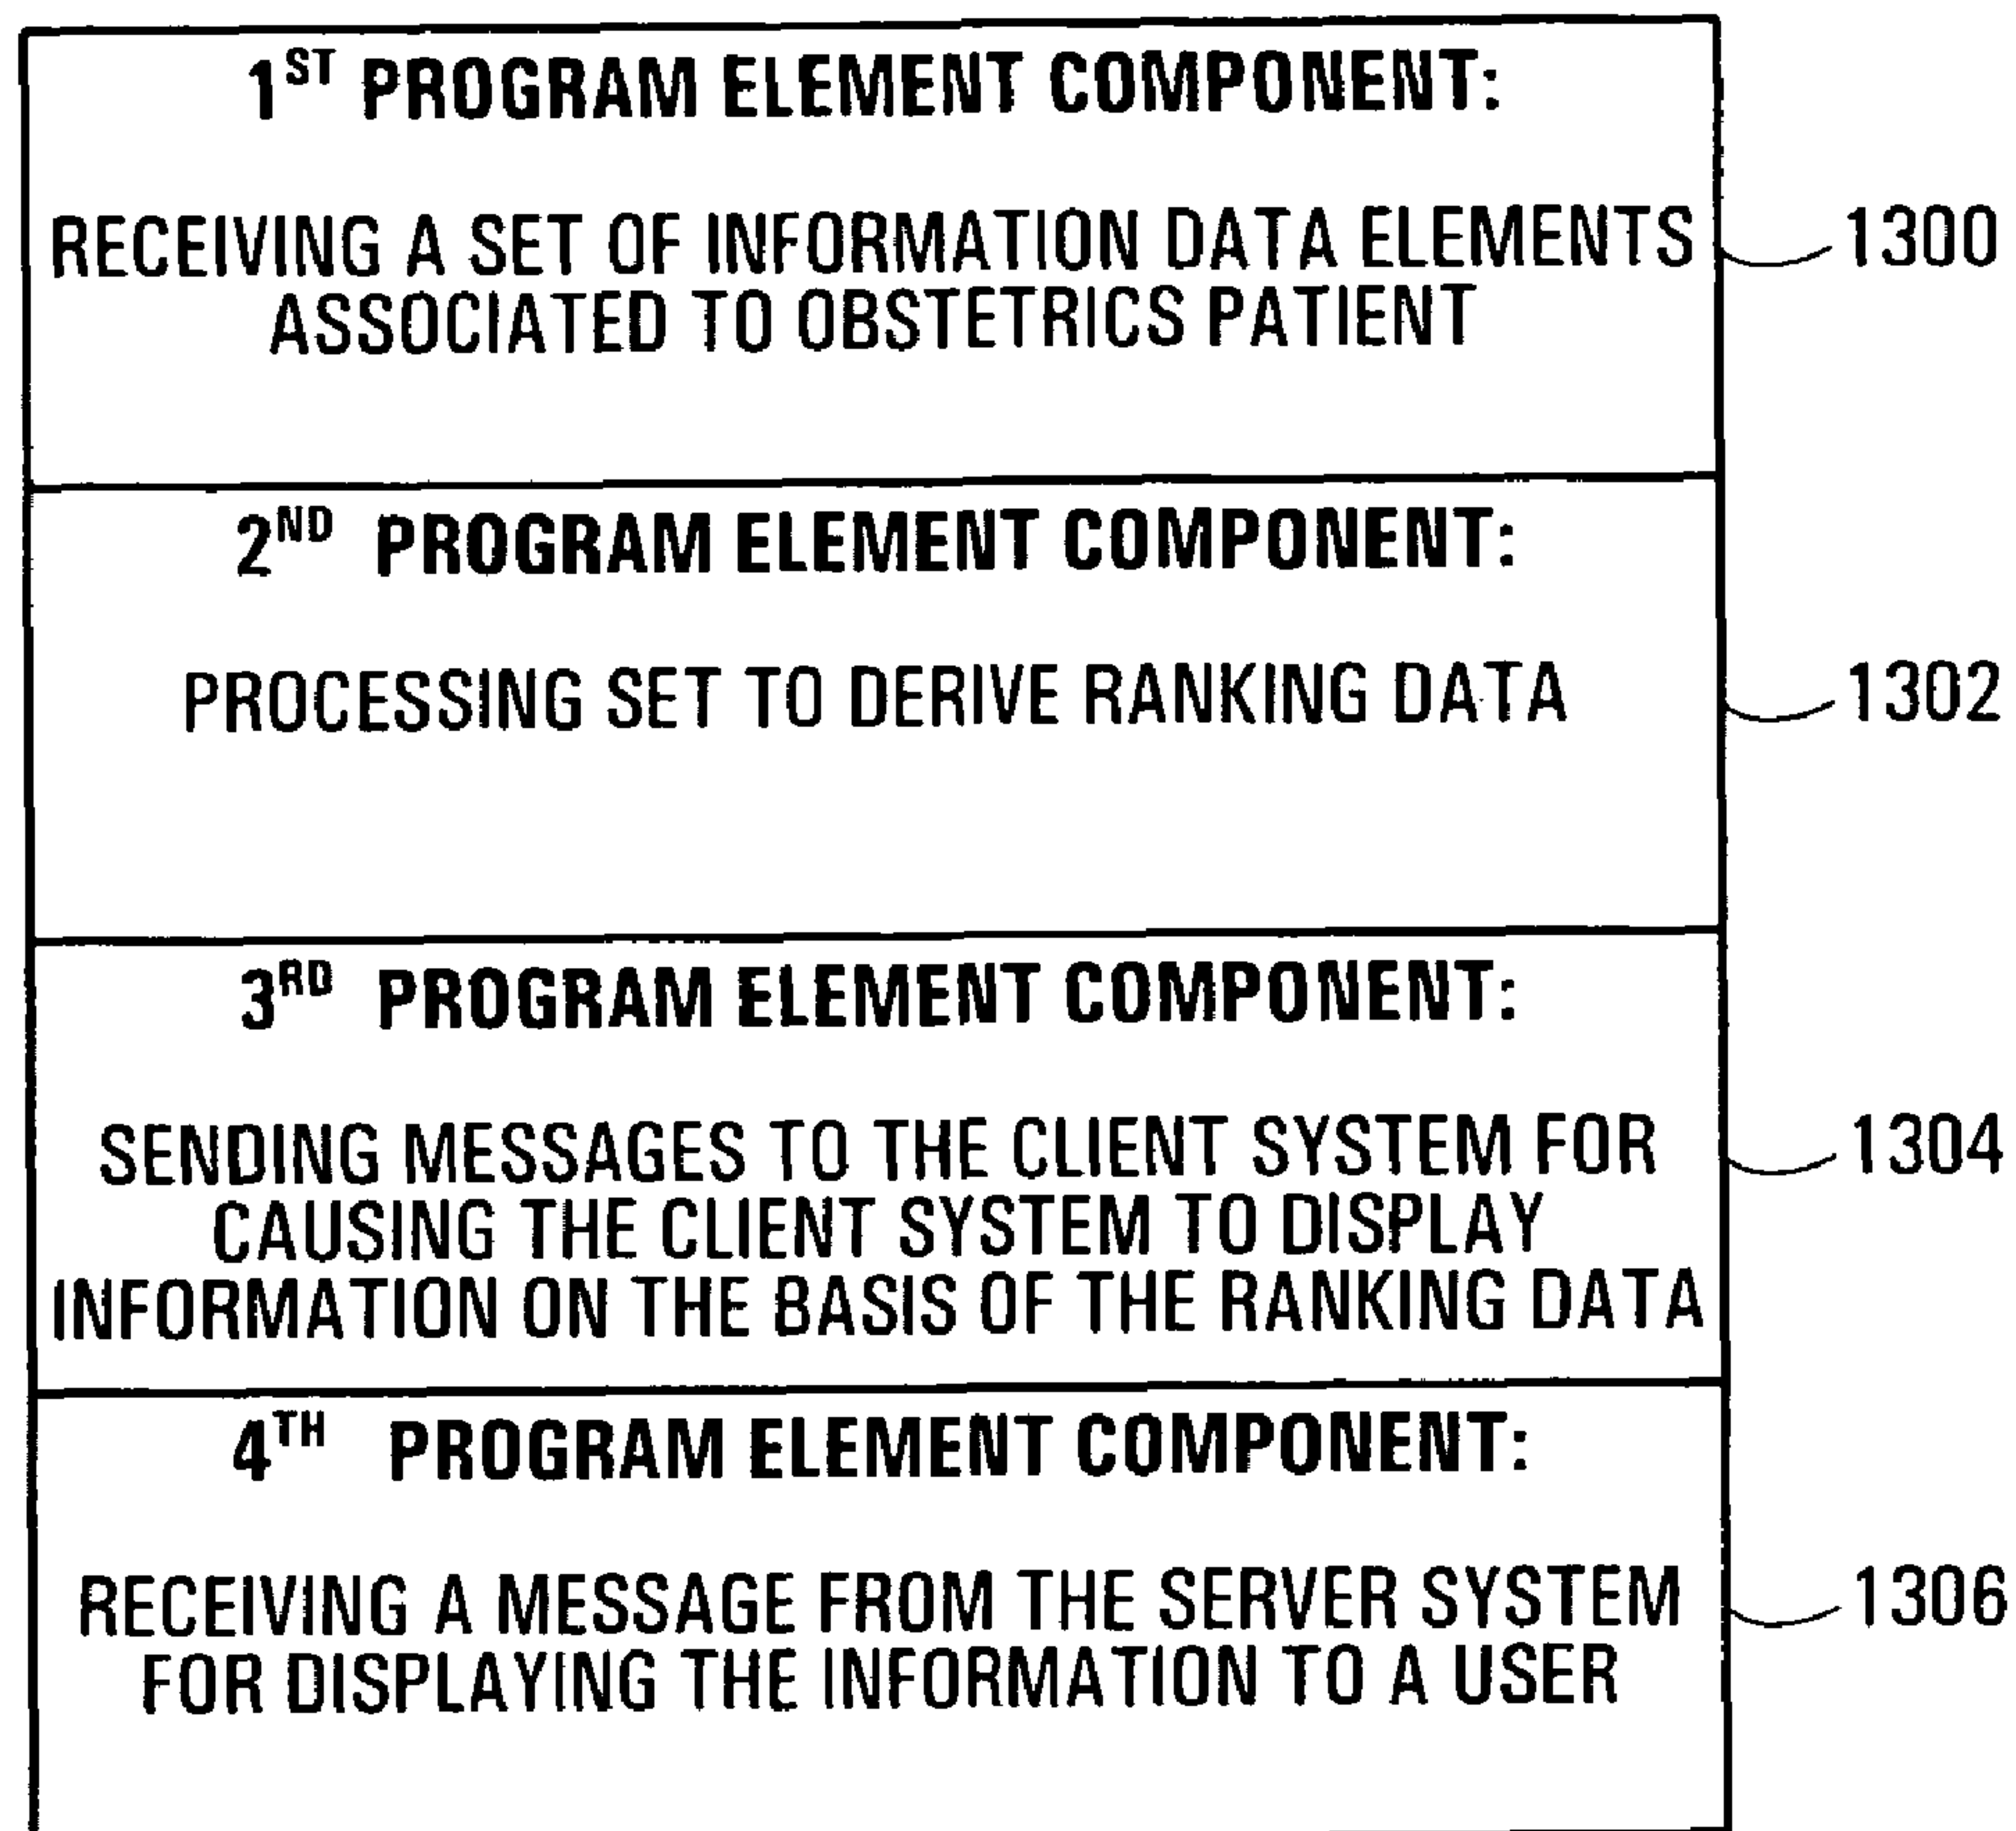 1ST PROGRAM ELEMENT COMPONENT:
RECEIVING A SET OF INFORMATION DATA ELEMENTS
ASSOCIATED TO OBSTETRICS PATIENT
1300
2ND PROGRAM ELEMENT COMPONENT:
PROCESSING SET TO DERIVE RANKING DATA
1302
3RD PROGRAM ELEMENT COMPONENT:
SENDING MESSAGES TO THE CLIENT SYSTEM FOR
CAUSING THE CLIENT SYSTEM TO DISPLAY
INFORMATION ON THE BASIS OF THE RANKING DATA
1304
4TH PROGRAM ELEMENT COMPONENT:
RECEIVING A MESSAGE FROM THE SERVER SYSTEM
FOR DISPLAYING THE INFORMATION TO A USER
1306